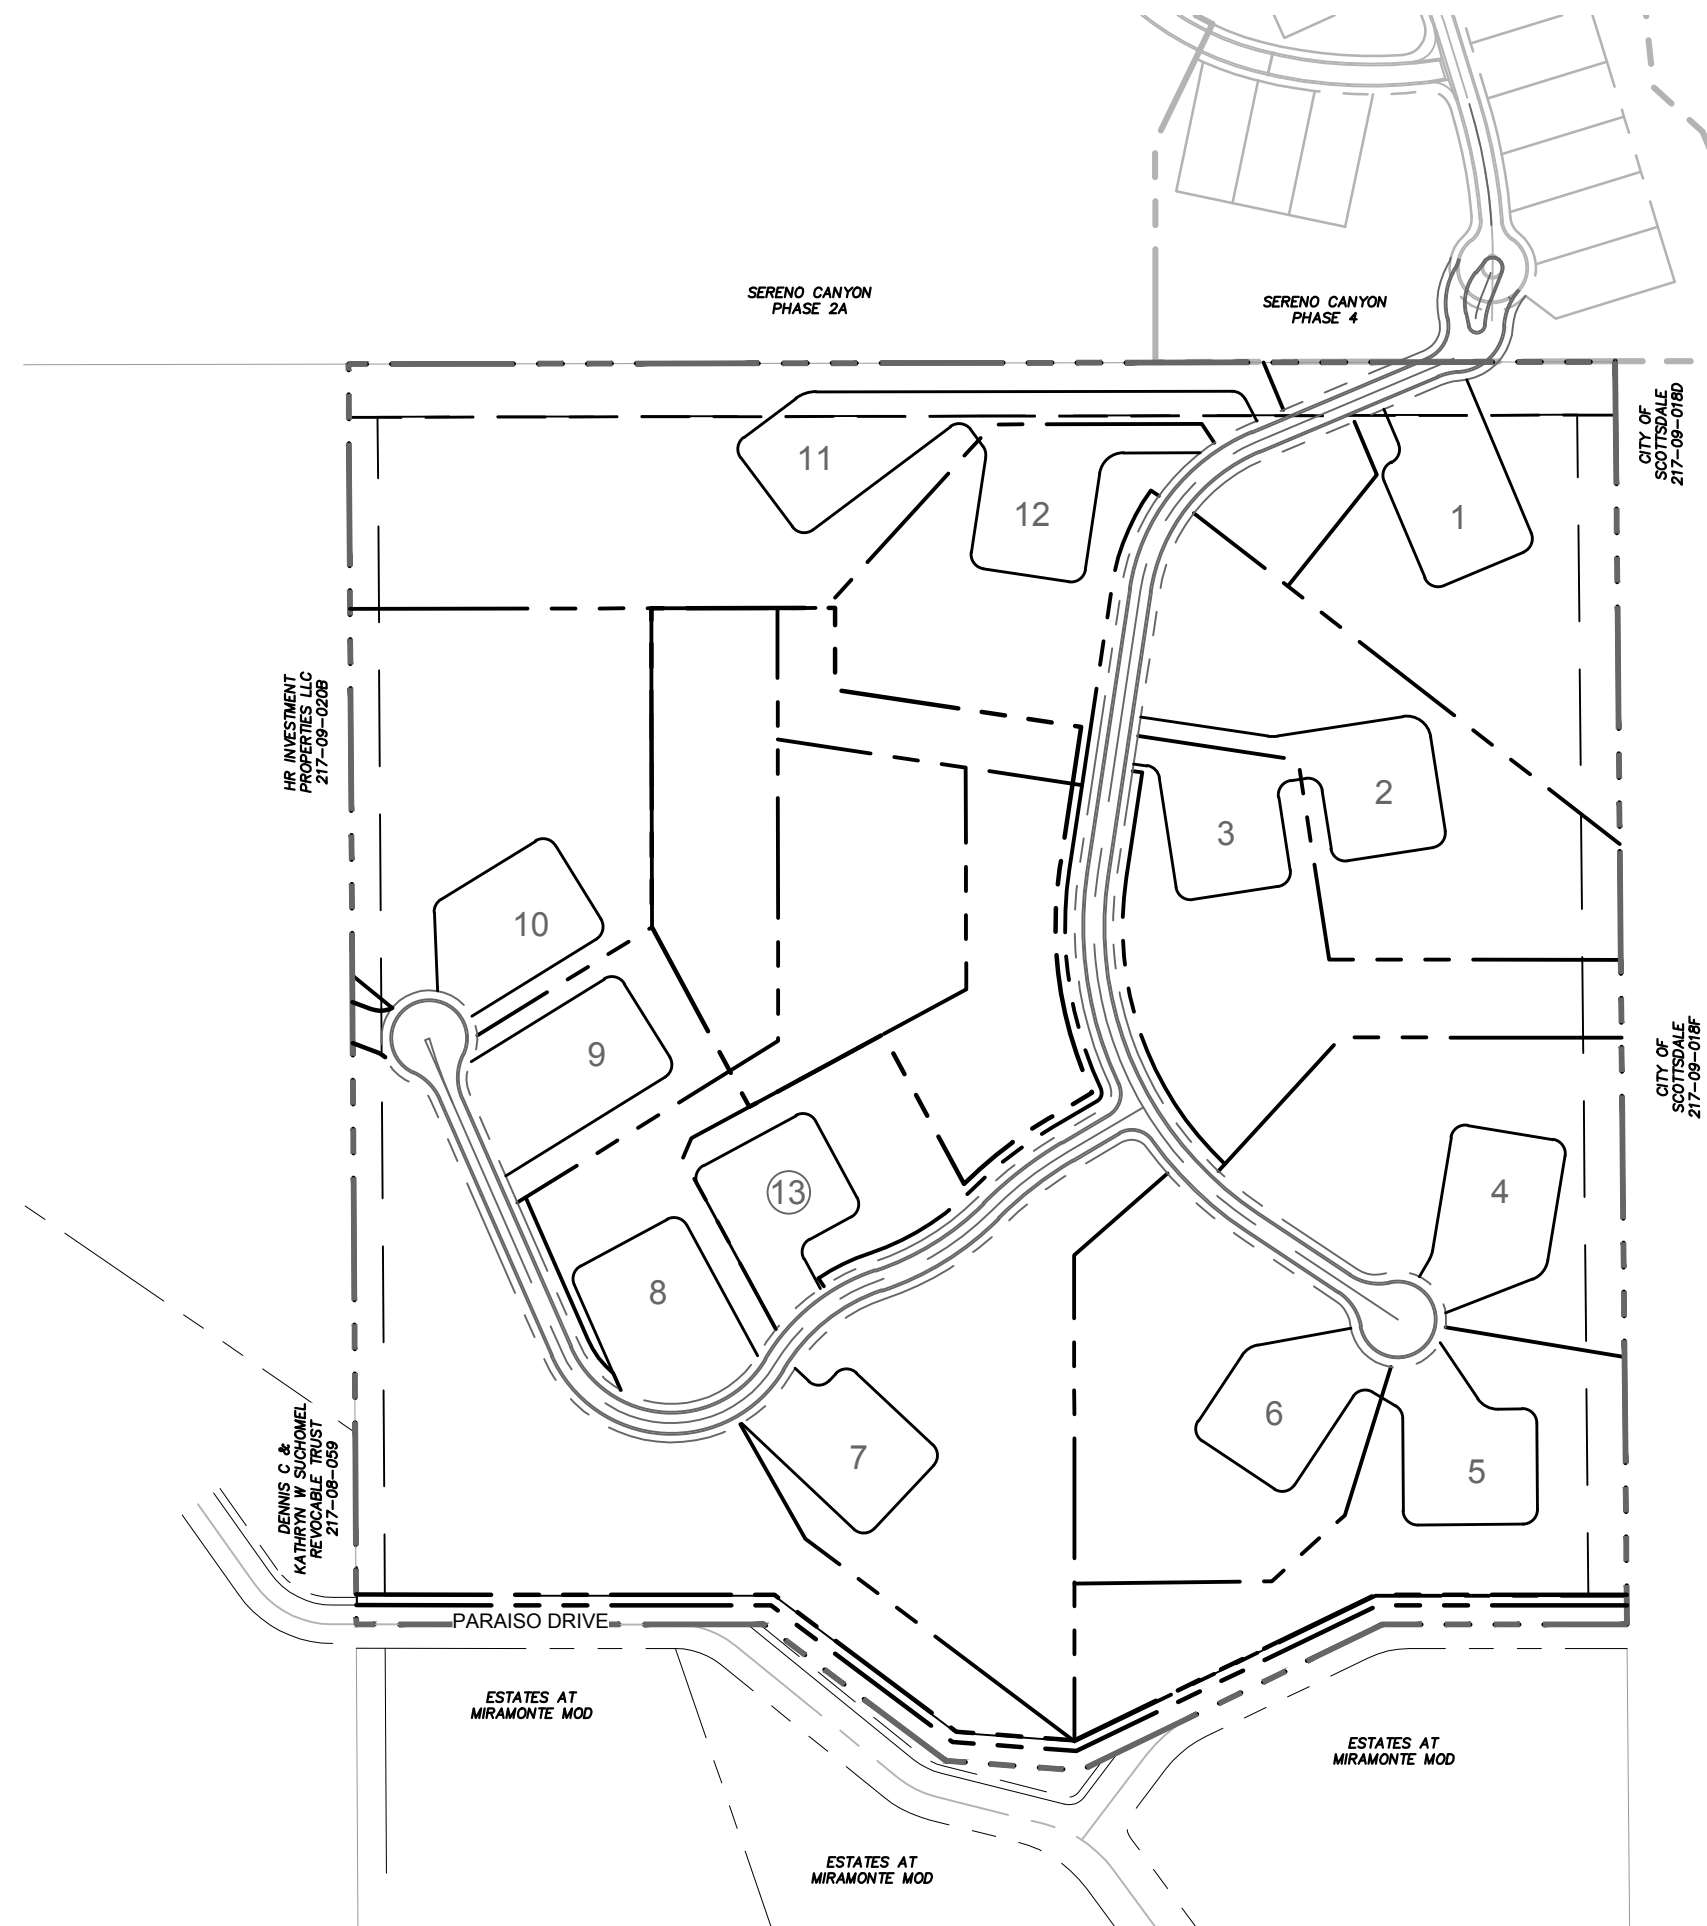 SERENO CANYON
PHASE 2A
SERENO CANYON
PHASE 4
CITY OF
SCOTTSDALE
217-09-018D
11
12
1
HR INVESTMENT
PROPERTIES LLC
217-09-020B
2
3
10
9
CITY OF
SCOTTSDALE
217-09-018F
13
4
8
7
6
5
DENNIS C &
KATHRYN W SUCHOMEL
REVOCABLE TRUST
217-08-059
PARAISO DRIVE
ESTATES AT
MIRAMONTE MOD
ESTATES AT
MIRAMONTE MOD
ESTATES AT
MIRAMONTE MOD